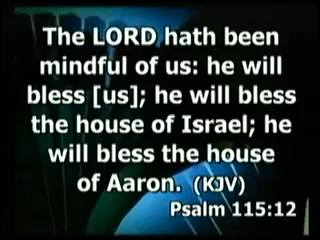 The LORD hath been
mindful of us: he will
bless [us]; he will bless
the house of Israel; he
will bless the house
of Aaron. (KJV)
Psalm 115:12